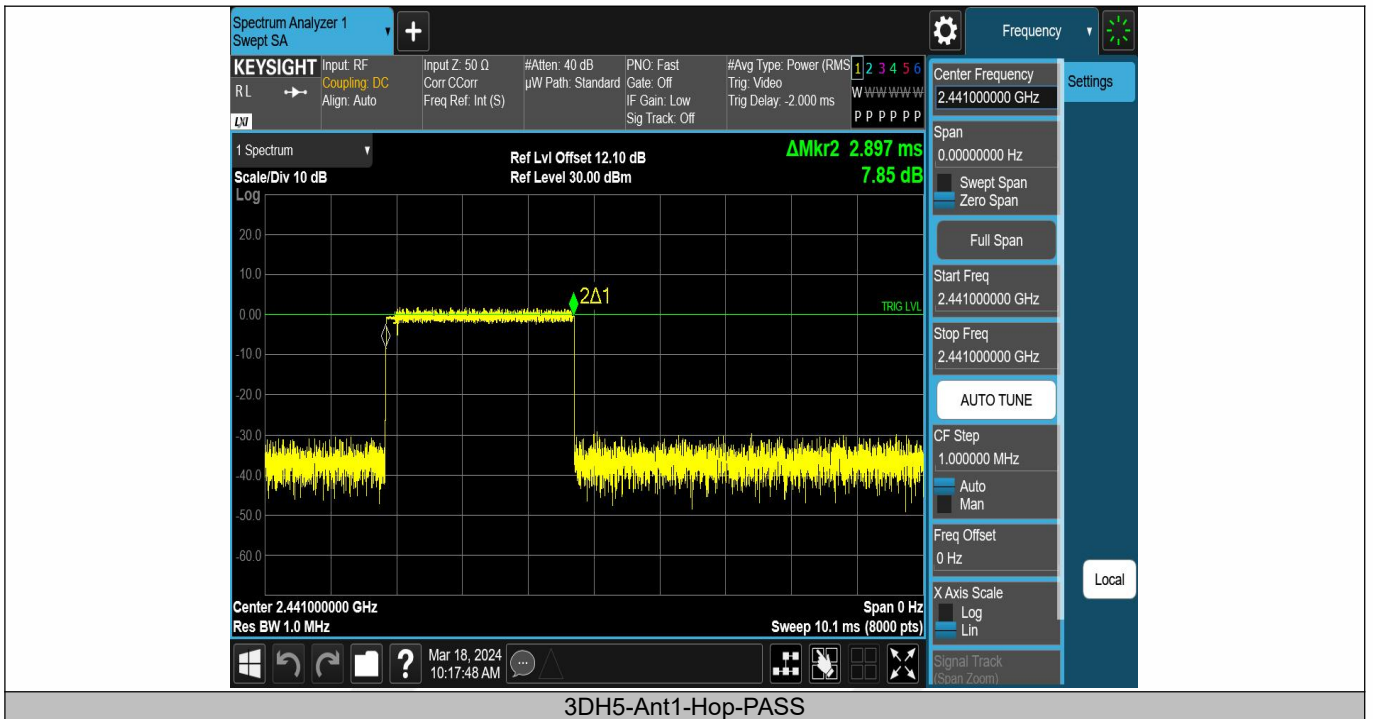 Spectrum Analyzer 1
Swept SA
+
Frequency
KEYSIGHT
RL
LXI
Input: RF
Coupling: DC
Align: Auto
Input Z: 50 Ω
Corr CCorr
Freq Ref: Int (S)
#Atten: 40 dB
µW Path: Standard
PNO: Fast
Gate: Off
IF Gain: Low
Sig Track: Off
#Avg Type: Power (RMS
Trig: Video
Trig Delay: -2.000 ms
1 2 3 4 5 6
W W W W W W
P P P P P P
1 Spectrum
Scale/Div 10 dB
Ref Lvl Offset 12.10 dB
Ref Level 30.00 dBm
ΔMkr2 2.897 ms
7.85 dB
Log
20.0
10.0
0.00
-10.0
-20.0
-30.0
-40.0
-50.0
-60.0
2Δ1
TRIG LVL
Center 2.441000000 GHz
Res BW 1.0 MHz
Span 0 Hz
Sweep 10.1 ms (8000 pts)
Center Frequency
2.441000000 GHz
Settings
Span
0.00000000 Hz
Swept Span
Zero Span
Full Span
Start Freq
2.441000000 GHz
Stop Freq
2.441000000 GHz
AUTO TUNE
CF Step
1.000000 MHz
Auto
Man
Freq Offset
0 Hz
X Axis Scale
Log
Lin
Local
Signal Track
(Span Zoom)
?
Mar 18, 2024
10:17:48 AM
3DH5-Ant1-Hop-PASS